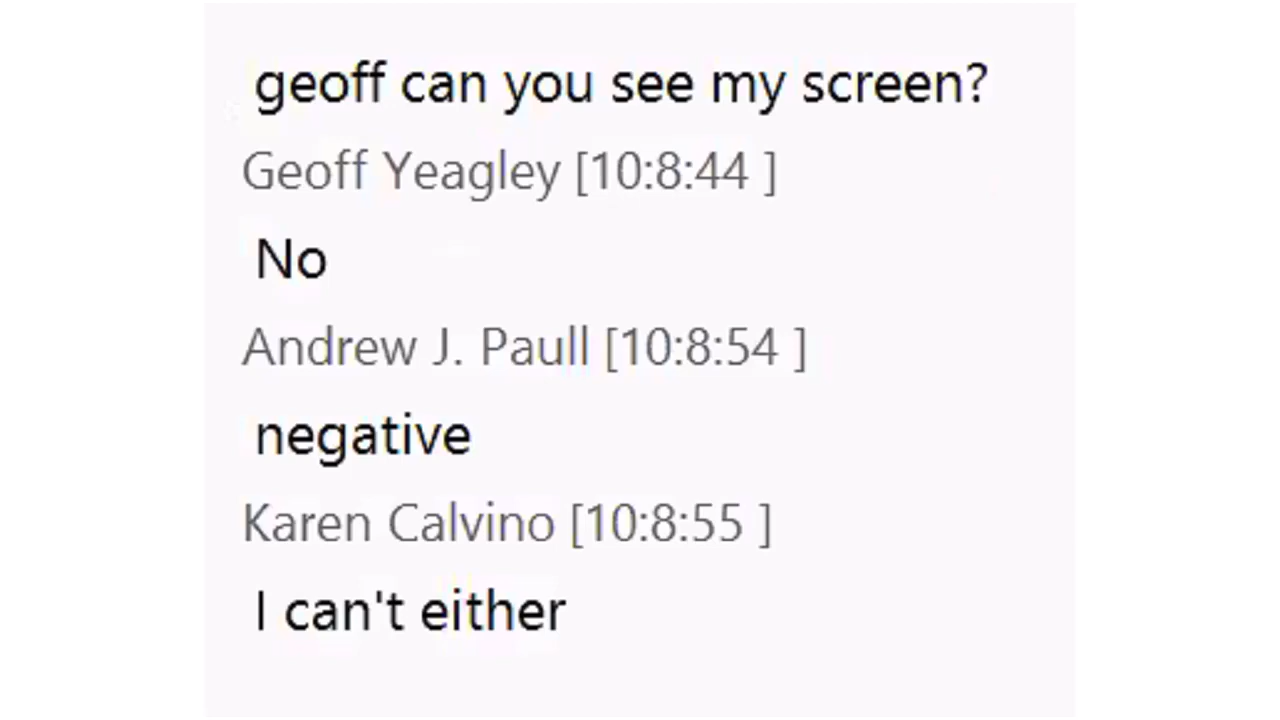 geoff can you see my screen?
Geoff Yeagley [10:8:44 ]
No
Andrew J. Paull [10:8:54 ]
negative
Karen Calvino [10:8:55 ]
I can't either